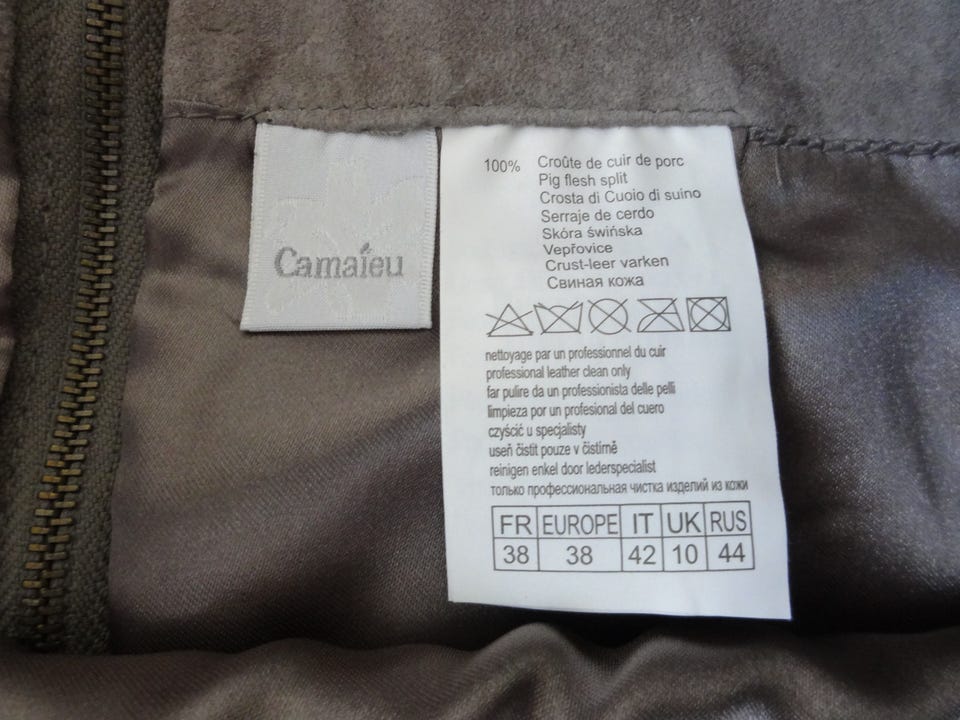 Camaïeu
100% Croûte de cuir de porc
Pig flesh split
Crosta di Cuoio di suino
Serraje de cerdo
Skóra świńska
Vepřovice
Crust-leer varken
Свиная кожа
nettoyage par un professionnel du cuir
professional leather clean only
far pulire da un professionista delle pelli
limpieza por un profesional del cuero
czyścić u specjalisty
useň čistit pouze v čistírně
reinigen enkel door lederspecialist
только профессиональная чистка изделий из кожи
FR EUROPE IT UK RUS
38 38 42 10 44